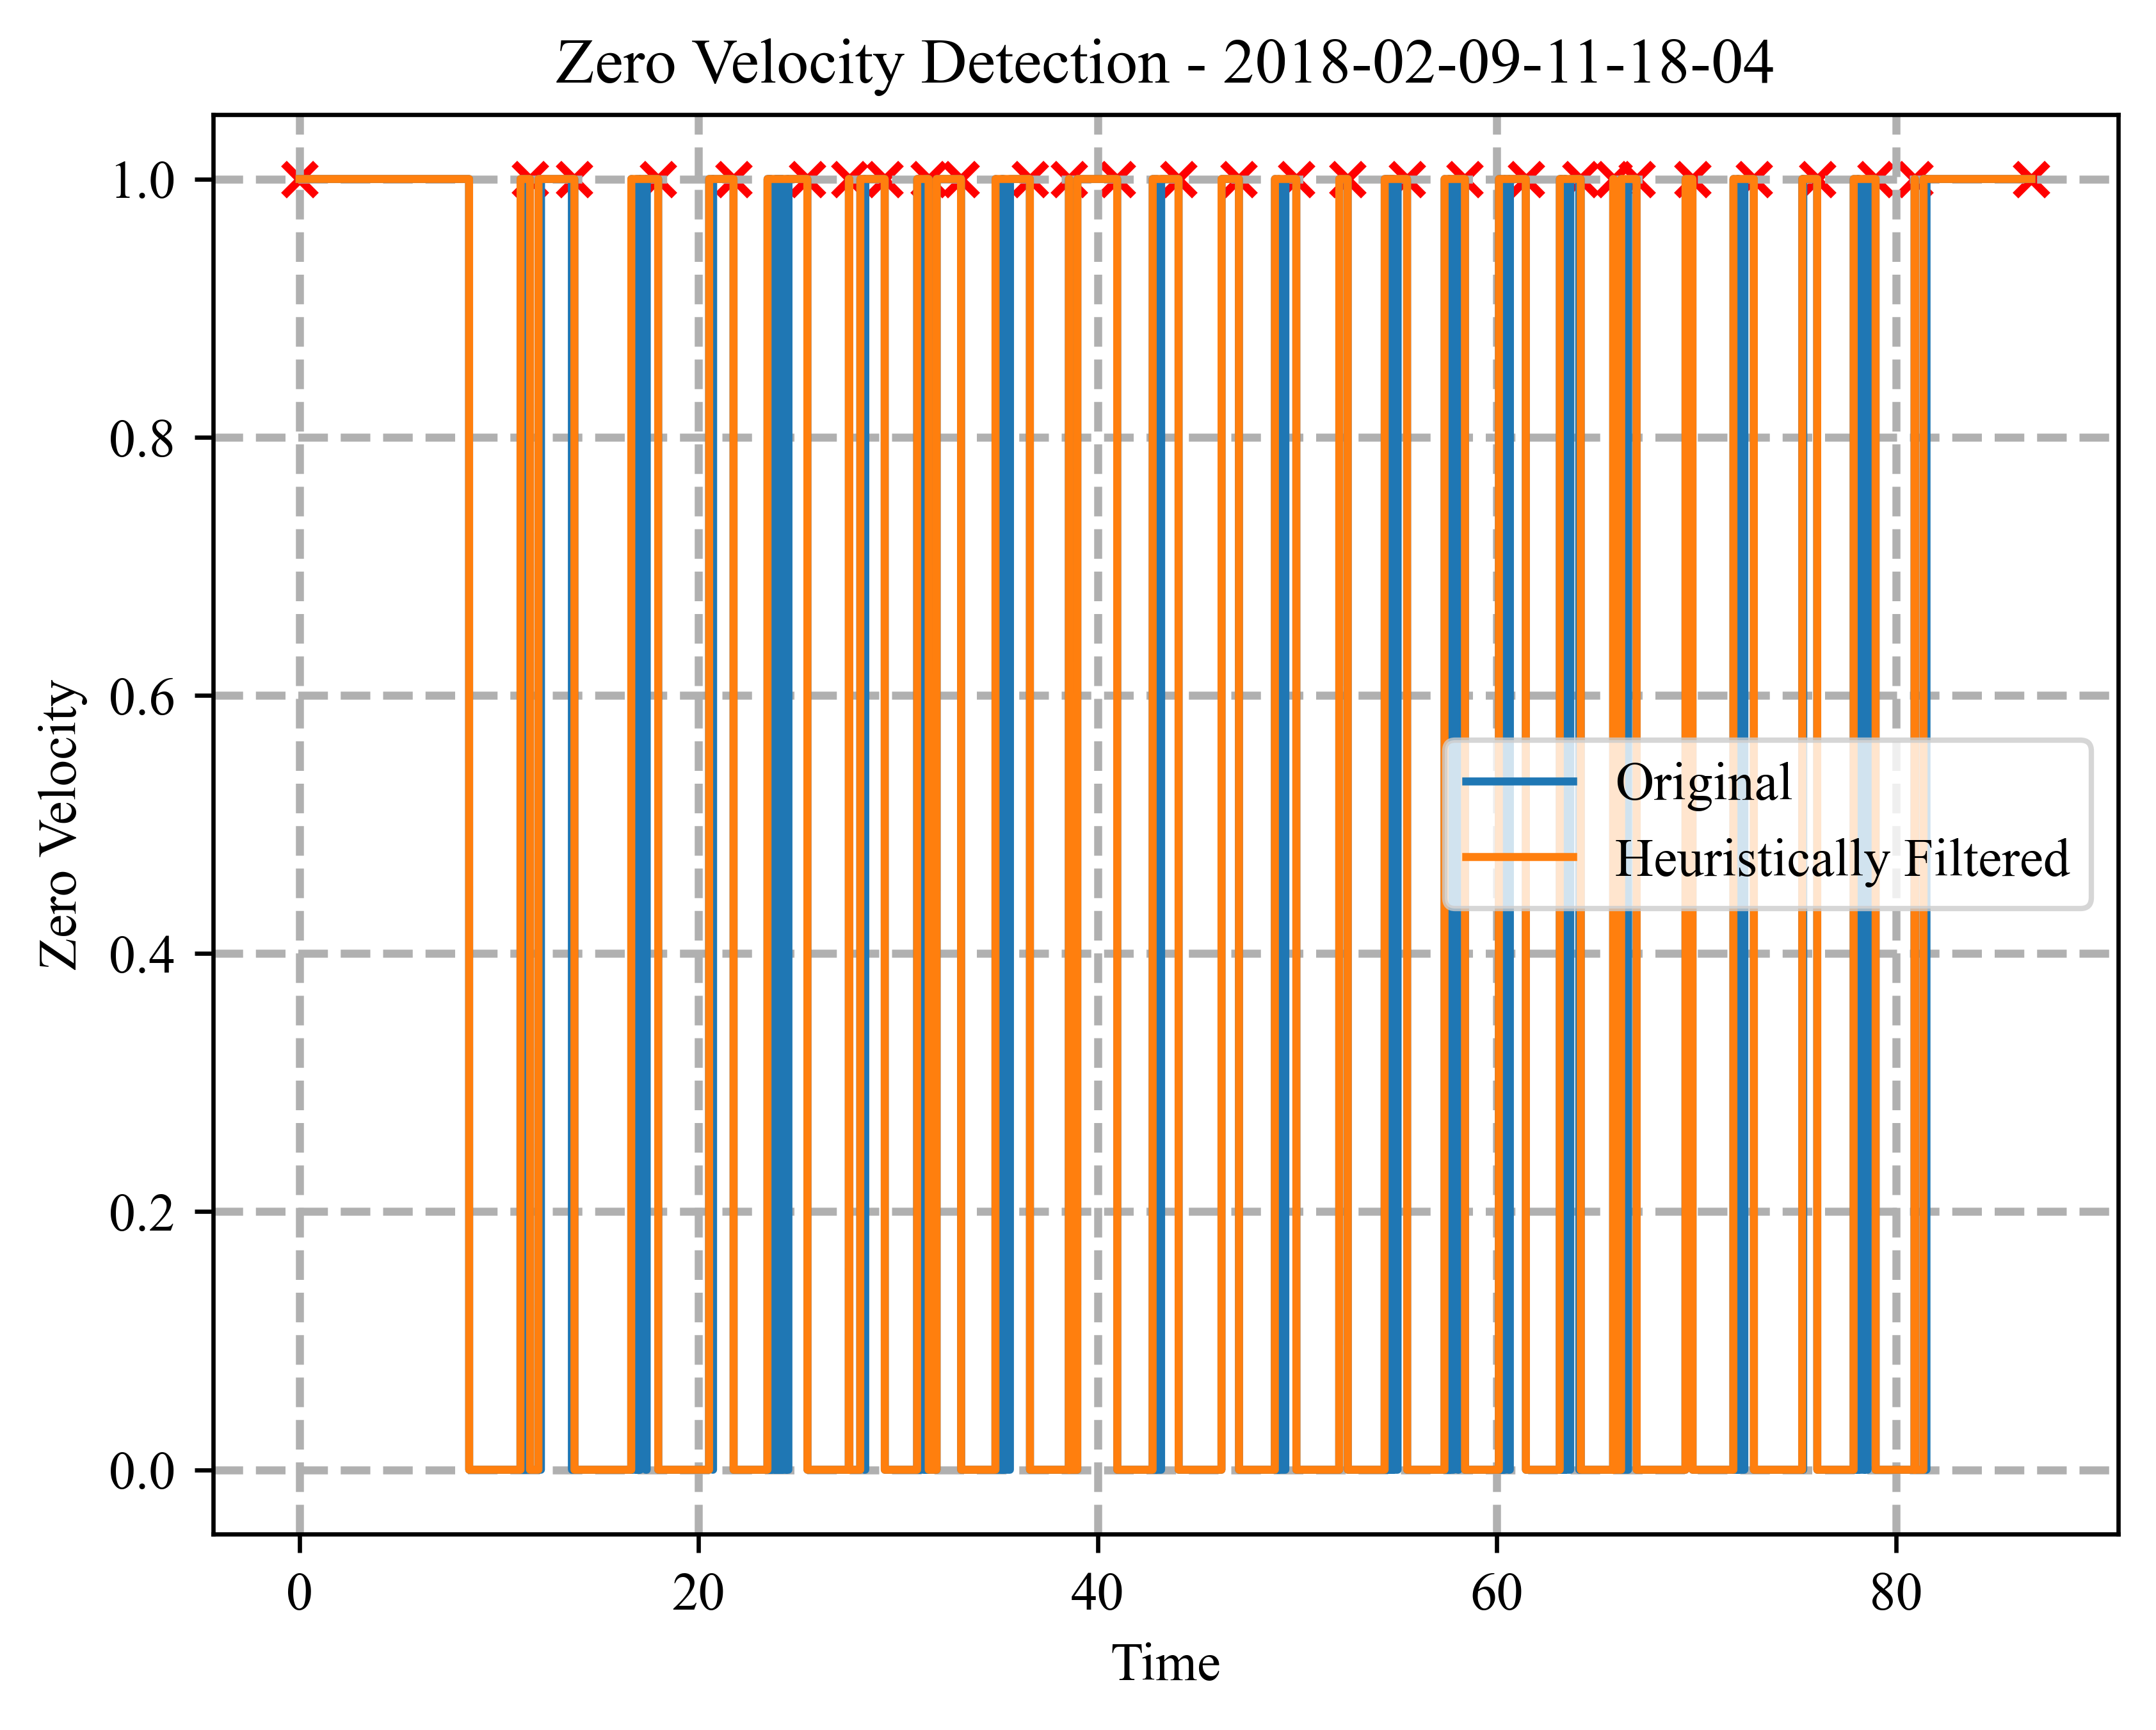 Zero Velocity Detection - 2018-02-09-11-18-04
1.0
0.8
0.6
0.4
0.2
0.0
Zero Velocity
Original
Heuristically Filtered
0 20 40 60 80
Time